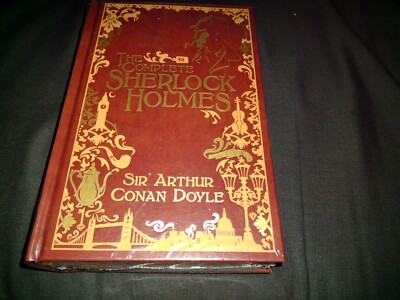 THE
COMPLETE
SHERLOCK
HOLMES
SIR ARTHUR
CONAN DOYLE